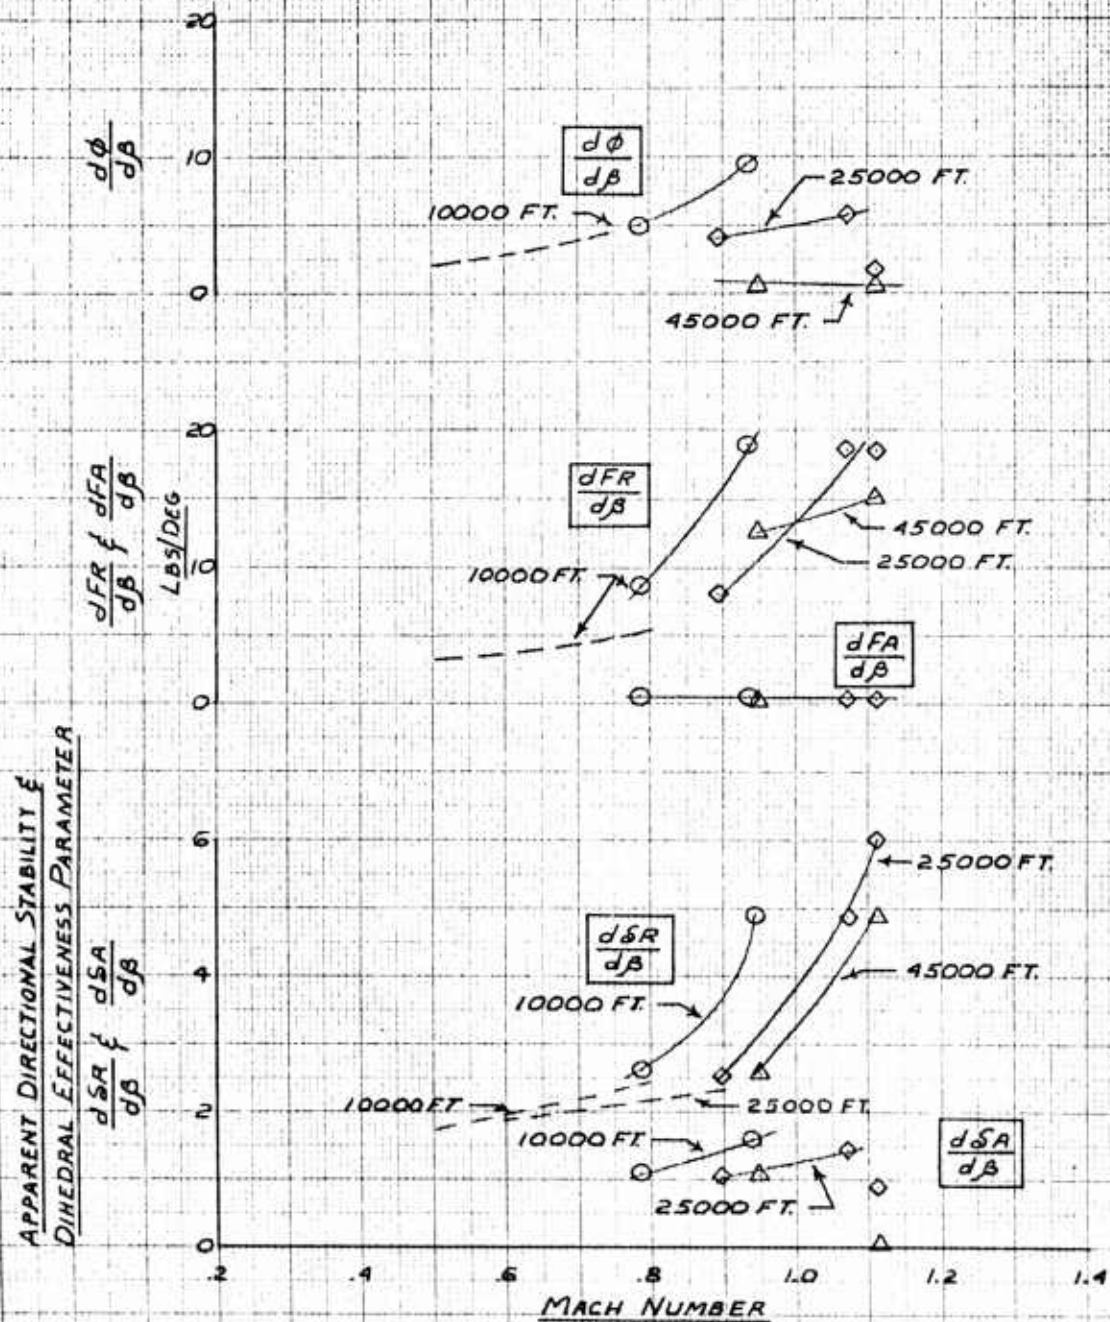 20
dφ
dβ
10
0
dφ
dβ
10000 FT.
25000 FT.
45000 FT.
dFR & dFA
dβ dβ
LBS/DEG
20
10
0
dFR
dβ
10000 FT.
45000 FT.
25000 FT.
dFA
dβ
APPARENT DIRECTIONAL STABILITY &
DIHEDRAL EFFECTIVENESS PARAMETER
dδR & dδA
dβ dβ
6
4
2
0
dδR
dβ
25000 FT.
45000 FT.
10000 FT.
10000 FT
25000 FT.
10000 FT.
25000 FT.
dδA
dβ
.2
.4
.6
.8
1.0
1.2
1.4
MACH NUMBER